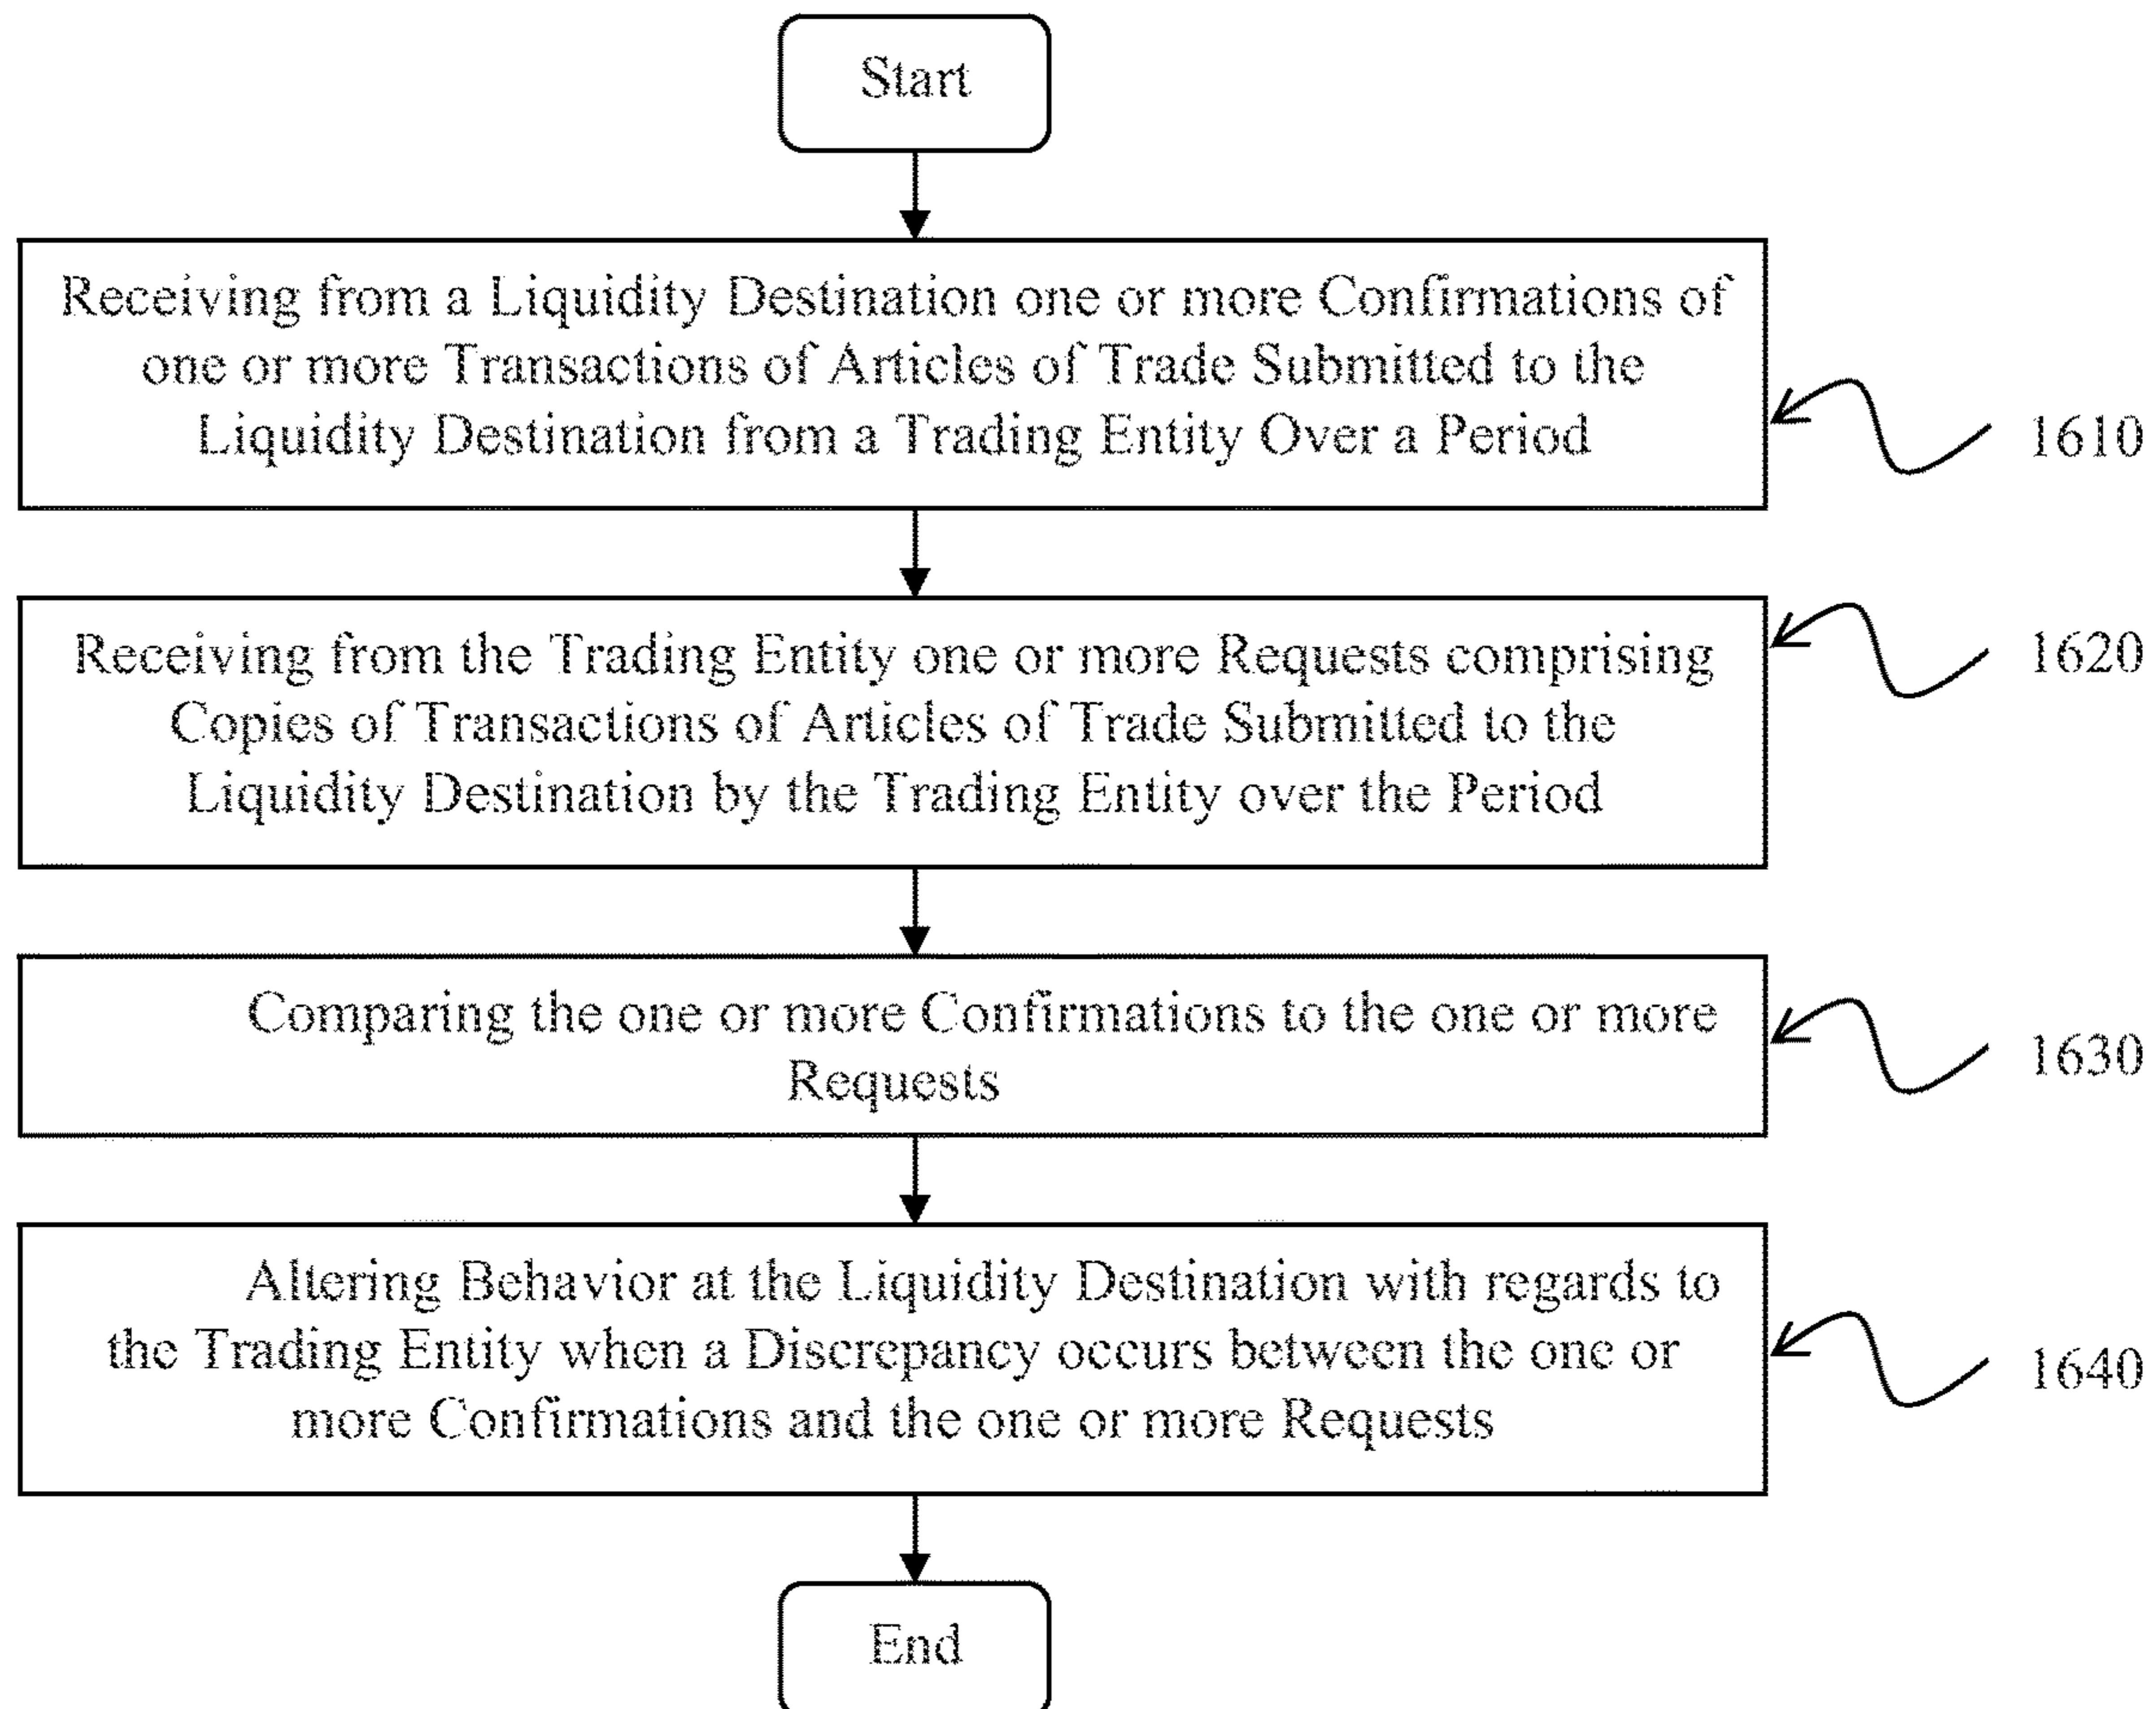 Start
Receiving from a Liquidity Destination one or more Confirmations of
one or more Transactions of Articles of Trade Submitted to the
Liquidity Destination from a Trading Entity Over a Period
1610
Receiving from the Trading Entity one or more Requests comprising
Copies of Transactions of Articles of Trade Submitted to the
Liquidity Destination by the Trading Entity over the Period
1620
Comparing the one or more Confirmations to the one or more
Requests
1630
Altering Behavior at the Liquidity Destination with regards to
the Trading Entity when a Discrepancy occurs between the one or
more Confirmations and the one or more Requests
1640
End